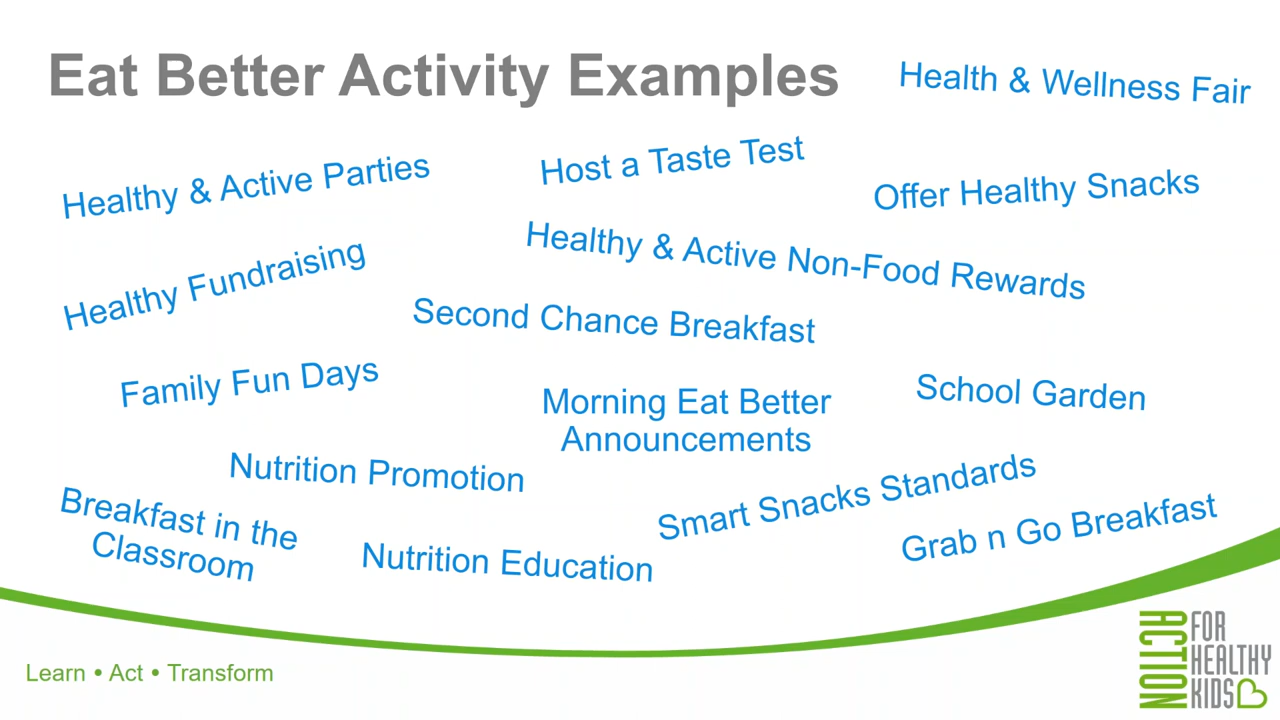 Eat Better Activity Examples
Health & Wellness Fair
Healthy & Active Parties
Host a Taste Test
Offer Healthy Snacks
Healthy Fundraising
Healthy & Active Non-Food Rewards
Second Chance Breakfast
Family Fun Days
Morning Eat Better
Announcements
School Garden
Nutrition Promotion
Smart Snacks Standards
Breakfast in the
Classroom
Nutrition Education
Grab n Go Breakfast
Learn • Act • Transform
ACTION
FOR
HEALTHY
KIDS